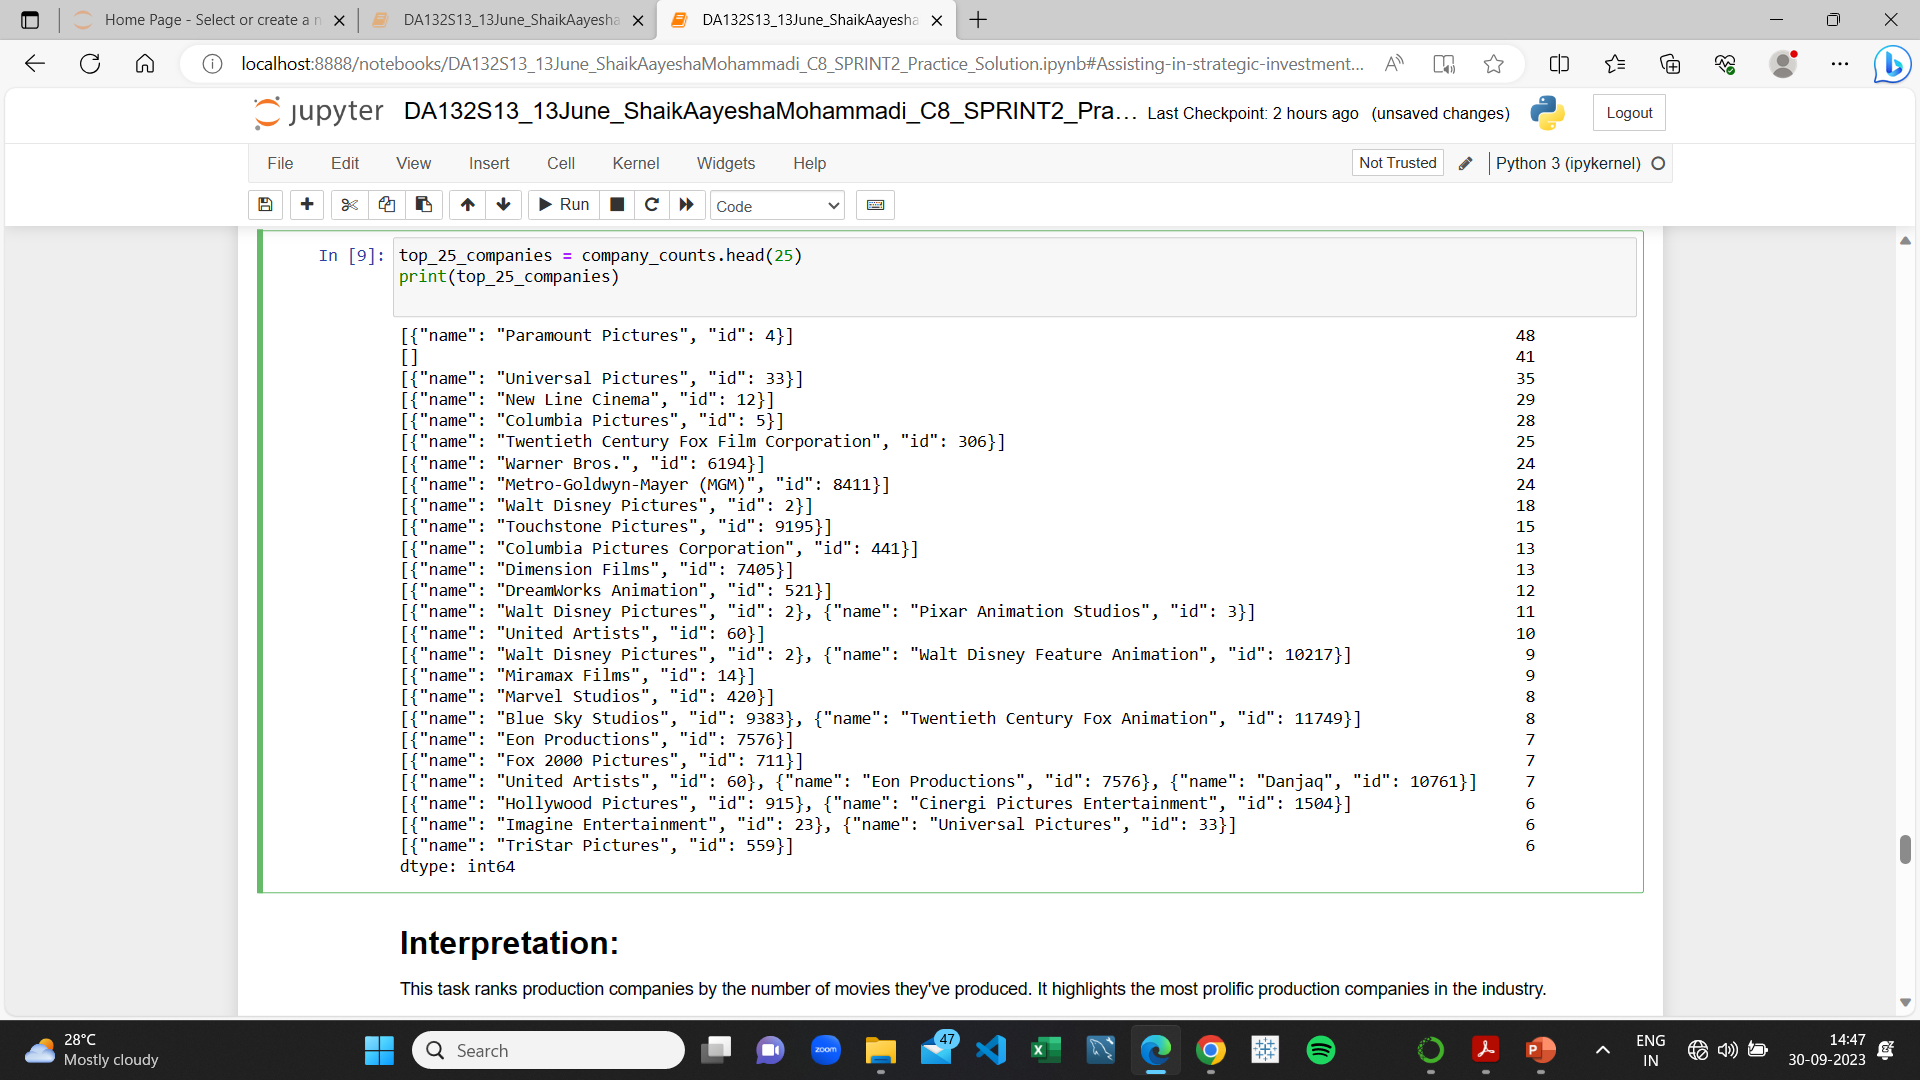 Home Page - Select or create a n
DA132S13_13June_ShaikAayesha
DA132S13_13June_ShaikAayesha
localhost:8888/notebooks/DA132S13_13June_ShaikAayeshaMohammadi_C8_SPRINT2_Practice_Solution.ipynb#Assisting-in-strategic-investment...
jupyter DA132S13_13June_ShaikAayeshaMohammadi_C8_SPRINT2_Pra... Last Checkpoint: 2 hours ago (unsaved changes) Logout
File Edit View Insert Cell Kernel Widgets Help Not Trusted Python 3 (ipykernel)
Run Code
In [9]: top_25_companies = company_counts.head(25)
print(top_25_companies)
[{"name": "Paramount Pictures", "id": 4}] 48
[] 41
[{"name": "Universal Pictures", "id": 33}] 35
[{"name": "New Line Cinema", "id": 12}] 29
[{"name": "Columbia Pictures", "id": 5}] 28
[{"name": "Twentieth Century Fox Film Corporation", "id": 306}] 25
[{"name": "Warner Bros.", "id": 6194}] 24
[{"name": "Metro-Goldwyn-Mayer (MGM)", "id": 8411}] 24
[{"name": "Walt Disney Pictures", "id": 2}] 18
[{"name": "Touchstone Pictures", "id": 9195}] 15
[{"name": "Columbia Pictures Corporation", "id": 441}] 13
[{"name": "Dimension Films", "id": 7405}] 13
[{"name": "DreamWorks Animation", "id": 521}] 12
[{"name": "Walt Disney Pictures", "id": 2}, {"name": "Pixar Animation Studios", "id": 3}] 11
[{"name": "United Artists", "id": 60}] 10
[{"name": "Walt Disney Pictures", "id": 2}, {"name": "Walt Disney Feature Animation", "id": 10217}] 9
[{"name": "Miramax Films", "id": 14}] 9
[{"name": "Marvel Studios", "id": 420}] 8
[{"name": "Blue Sky Studios", "id": 9383}, {"name": "Twentieth Century Fox Animation", "id": 11749}] 8
[{"name": "Eon Productions", "id": 7576}] 7
[{"name": "Fox 2000 Pictures", "id": 711}] 7
[{"name": "United Artists", "id": 60}, {"name": "Eon Productions", "id": 7576}, {"name": "Danjaq", "id": 10761}] 7
[{"name": "Hollywood Pictures", "id": 915}, {"name": "Cinergi Pictures Entertainment", "id": 1504}] 6
[{"name": "Imagine Entertainment", "id": 23}, {"name": "Universal Pictures", "id": 33}] 6
[{"name": "TriStar Pictures", "id": 559}] 6
dtype: int64
Interpretation:
This task ranks production companies by the number of movies they've produced. It highlights the most prolific production companies in the industry.
28°C
Mostly cloudy
Search
zoom
47
ENG
IN
14:47
30-09-2023